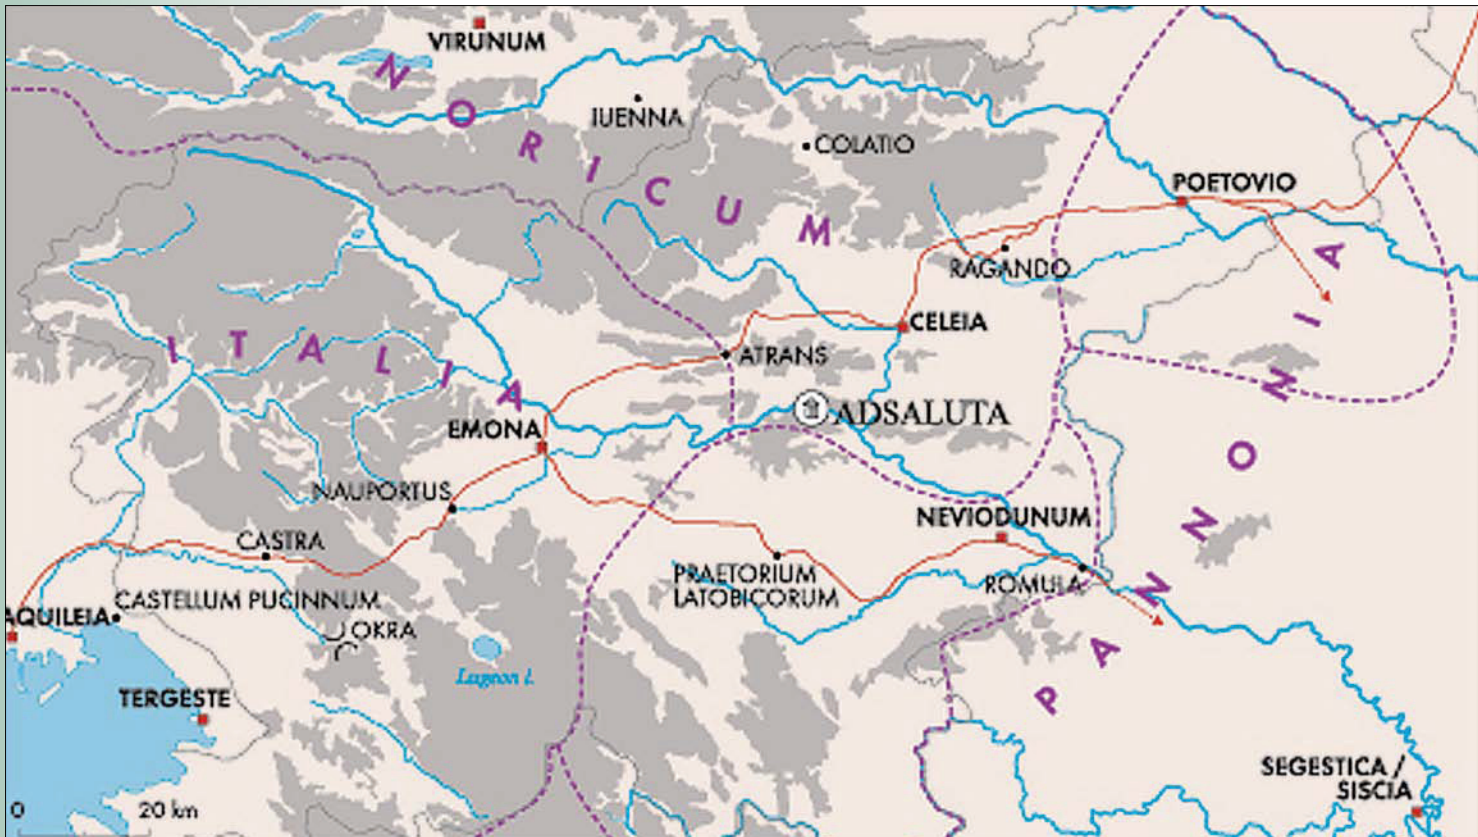 VIRUNUM
NORICUM
IUENNA
COLATIO
POETOVIO
RAGANDO
CELEIA
ITALIA
ATRANS
ADSALUTA
EMONA
PANNONIA
NAUPORTUS
NEVIODUNUM
CASTRA
PRAETORIUM
LATOBICORUM
ROMULA
CASTELLUM PUCINNUM
AQUILEIA
OKRA
Lugeon l.
TERGESTE
SEGESTICA /
SISCIA
0 20 km